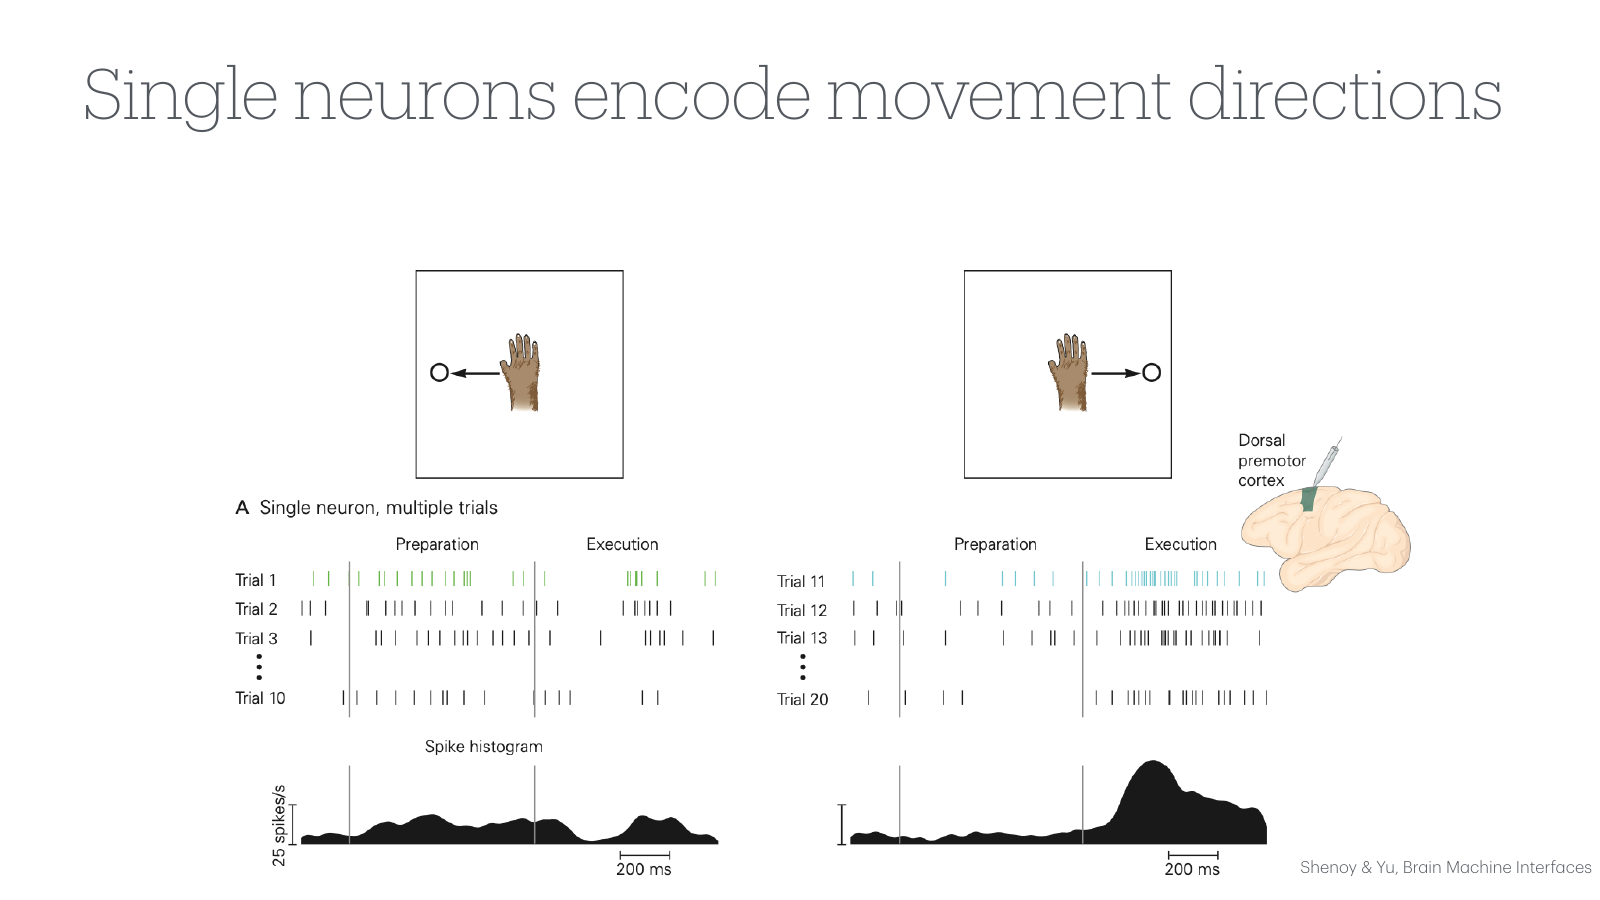 Single neurons encode movement directions
Dorsal
premotor
cortex
A Single neuron, multiple trials
Preparation
Execution
Preparation
Execution
Trial 1
Trial 2
Trial 3
Trial 10
Trial 11
Trial 12
Trial 13
Trial 20
Spike histogram
25 spikes/s
200 ms
200 ms
Shenoy & Yu, Brain Machine Interfaces